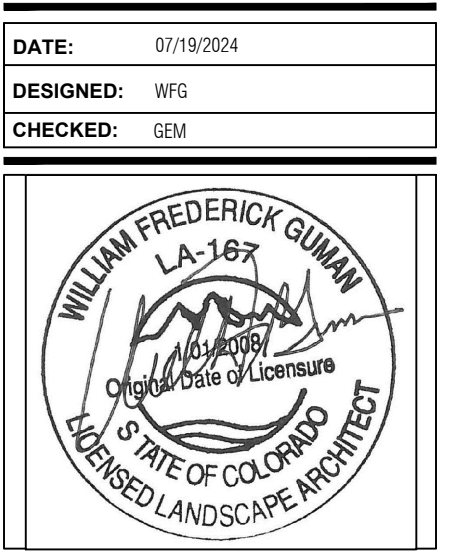 DATE: 07/19/2024
DESIGNED: WFG
CHECKED: GEM
WILLIAM FREDERICK GUMAN
LA-167
1/01/2008
Original Date of Licensure
STATE OF COLORADO
LICENSED LANDSCAPE ARCHITECT